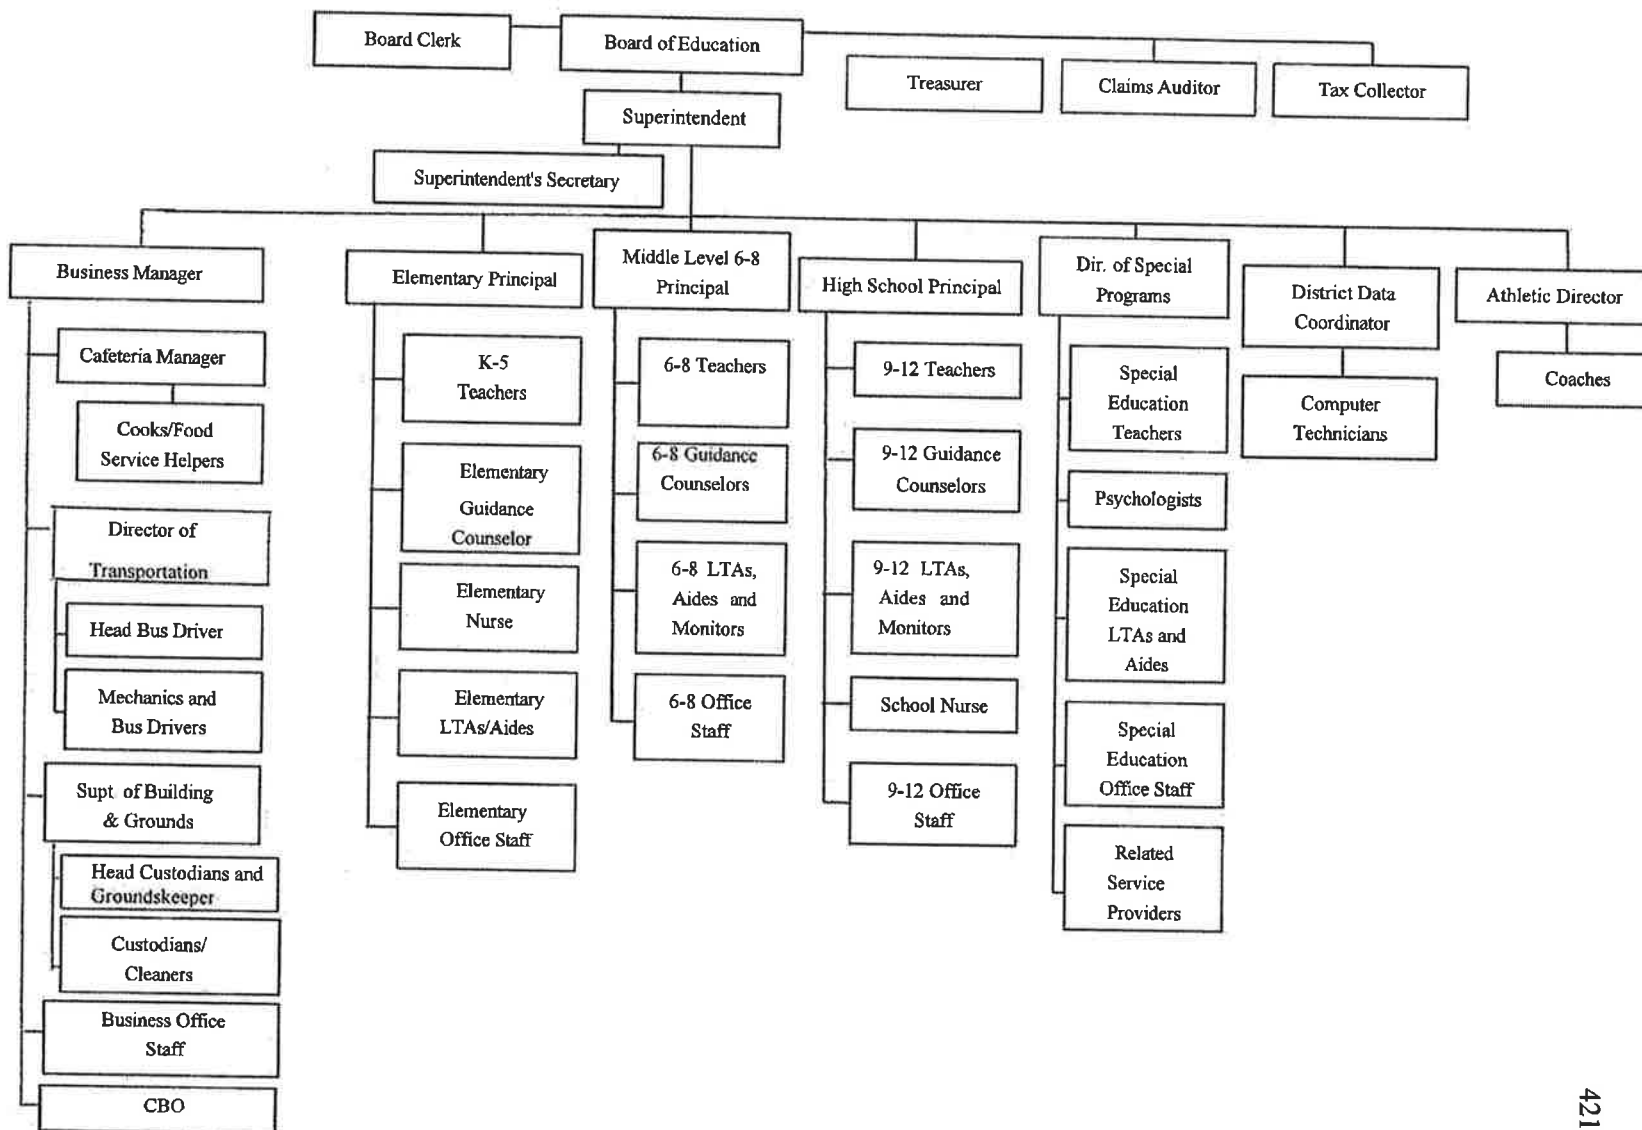 Board Clerk
Board of Education
Treasurer
Claims Auditor
Tax Collector
Superintendent
Superintendent's Secretary
Business Manager
Cafeteria Manager
Cooks/Food
Service Helpers
Director of
Transportation
Head Bus Driver
Mechanics and
Bus Drivers
Supt. of Building
& Grounds
Head Custodians and
Groundskeeper
Custodians/
Cleaners
Business Office
Staff
CBO
Elementary Principal
K-5
Teachers
Elementary
Guidance
Counselor
Elementary
Nurse
Elementary
LTAs/Aides
Elementary
Office Staff
Middle Level 6-8
Principal
6-8 Teachers
6-8 Guidance
Counselors
6-8 LTAs,
Aides and
Monitors
6-8 Office
Staff
High School Principal
9-12 Teachers
9-12 Guidance
Counselors
9-12 LTAs,
Aides and
Monitors
School Nurse
9-12 Office
Staff
Dir. of Special
Programs
Special
Education
Teachers
Psychologists
Special
Education
LTAs and
Aides
Special
Education
Office Staff
Related
Service
Providers
District Data
Coordinator
Computer
Technicians
Athletic Director
Coaches
421